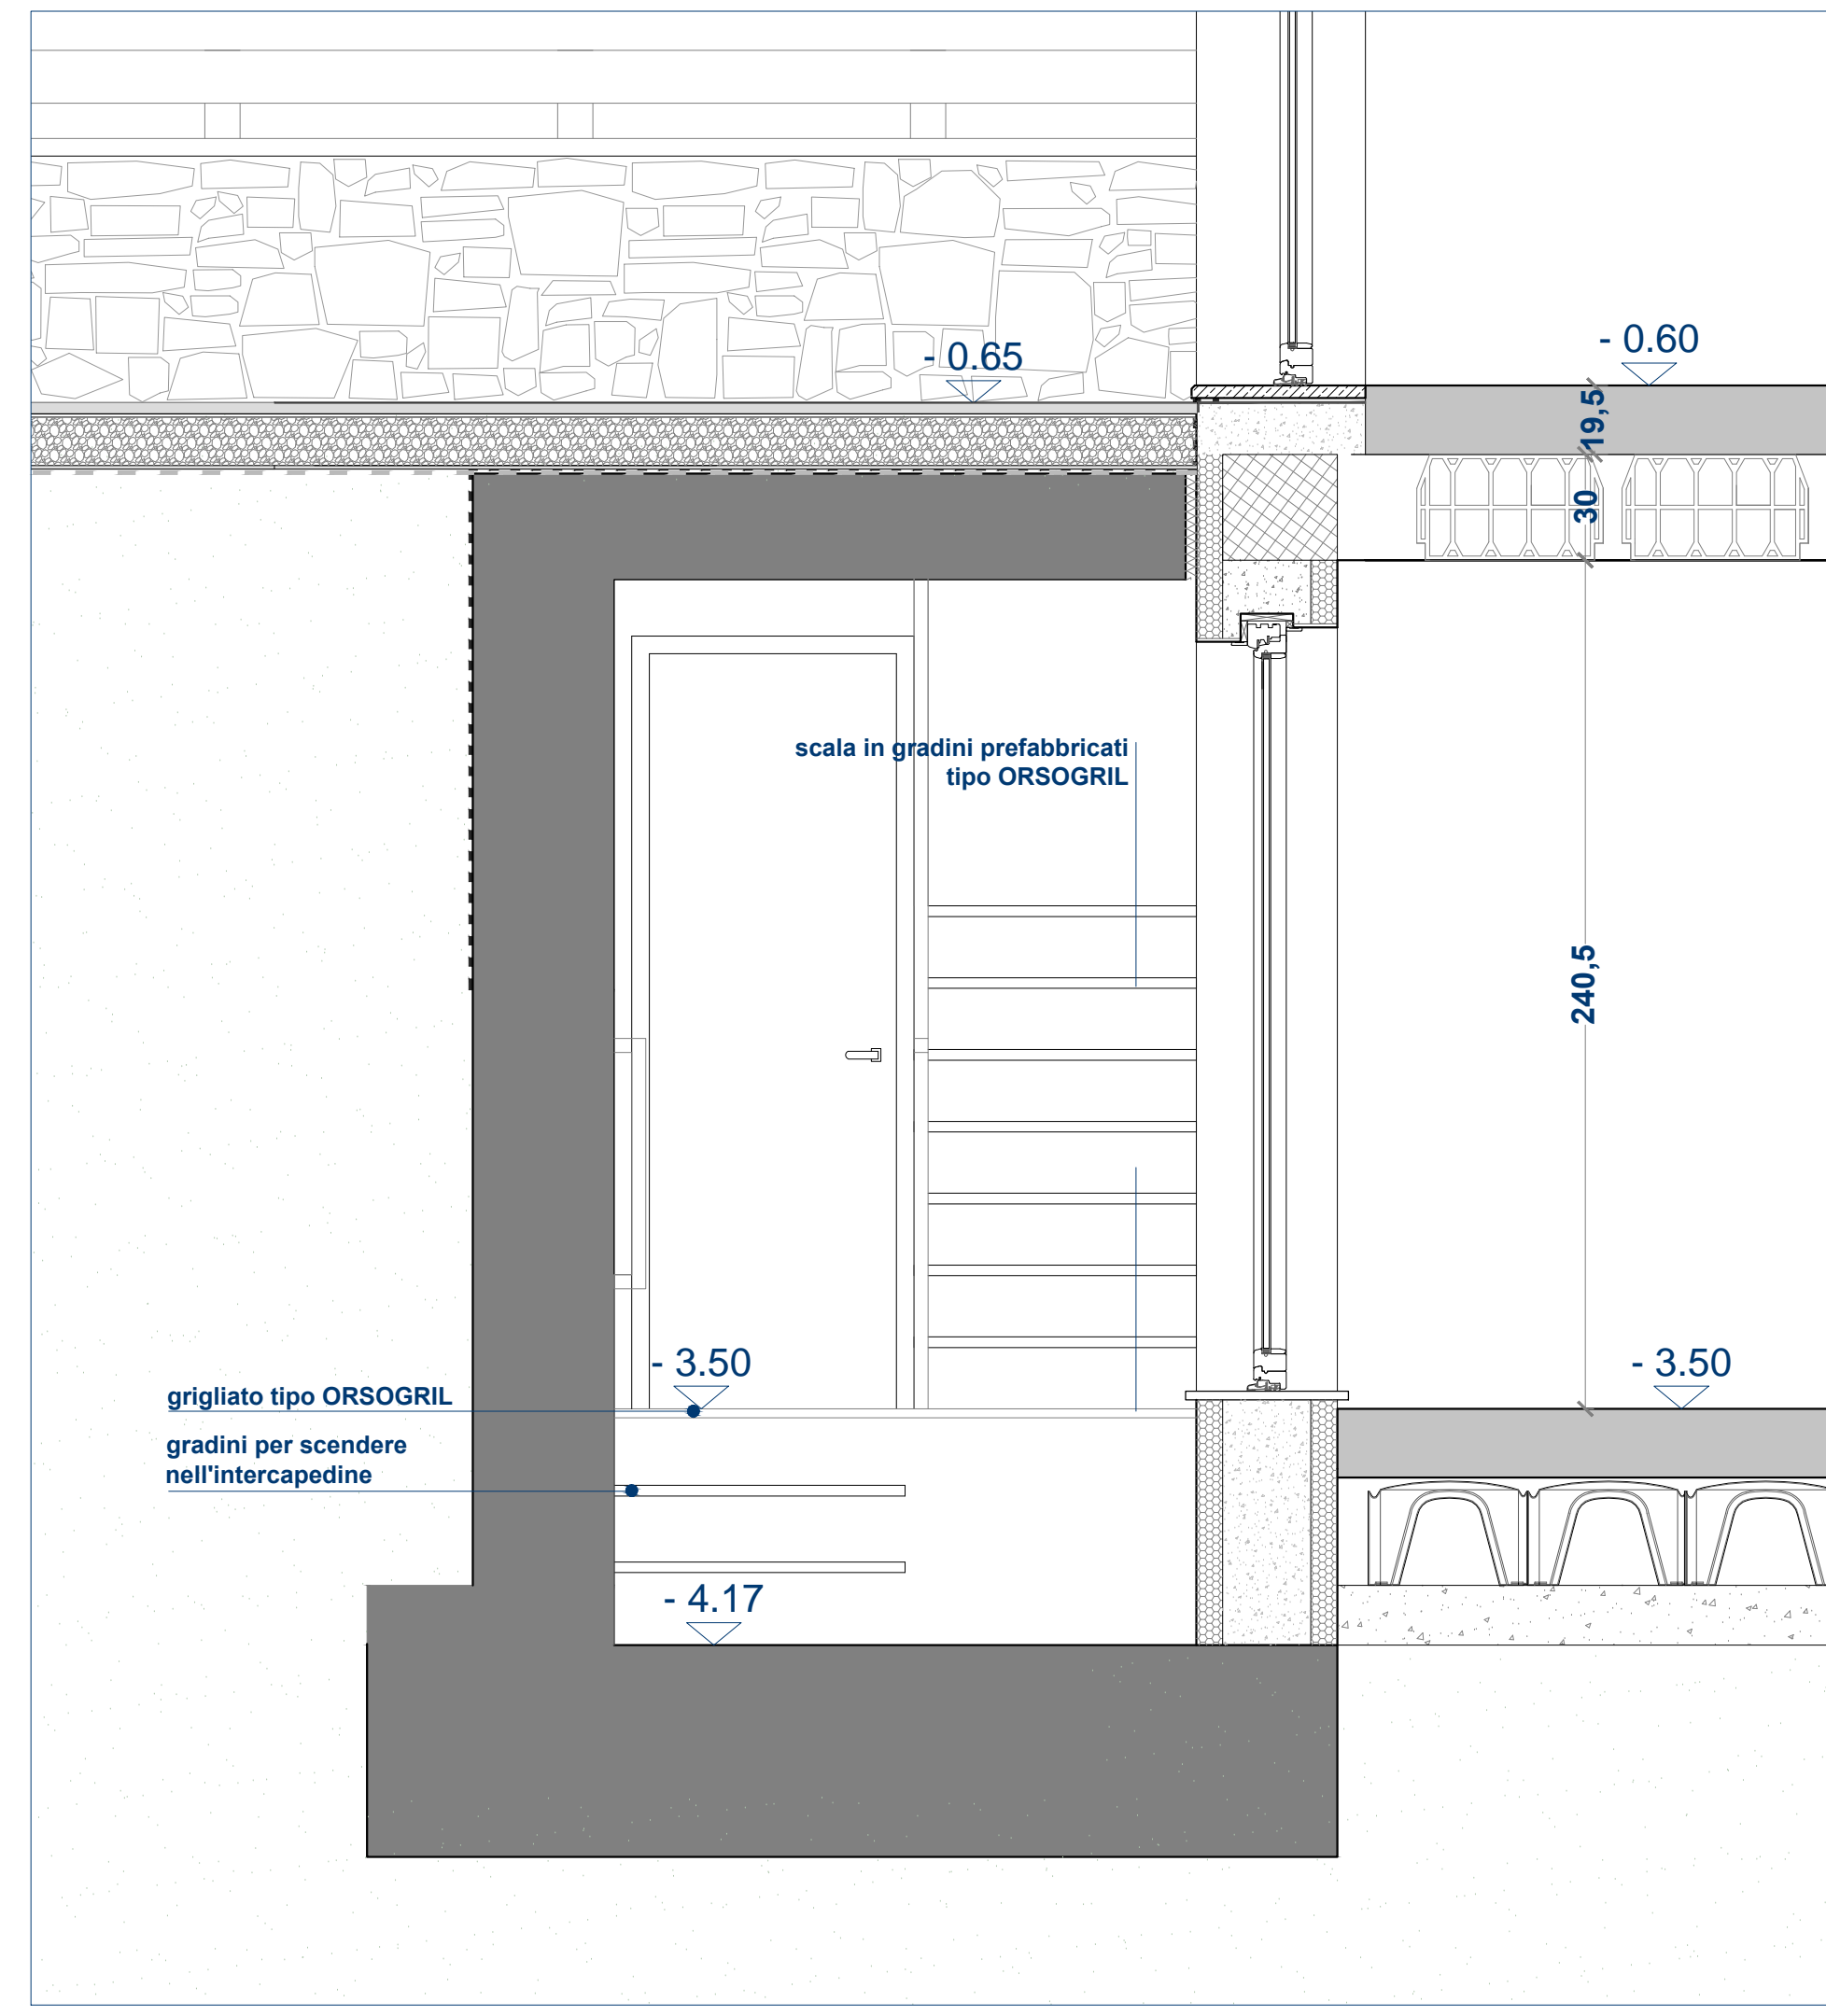 - 0.65
- 0.60
19,5
30
scala in gradini prefabbricati
tipo ORSOGRIL
240,5
- 3.50
- 3.50
grigliato tipo ORSOGRIL
gradini per scendere
nell'intercapedine
- 4.17